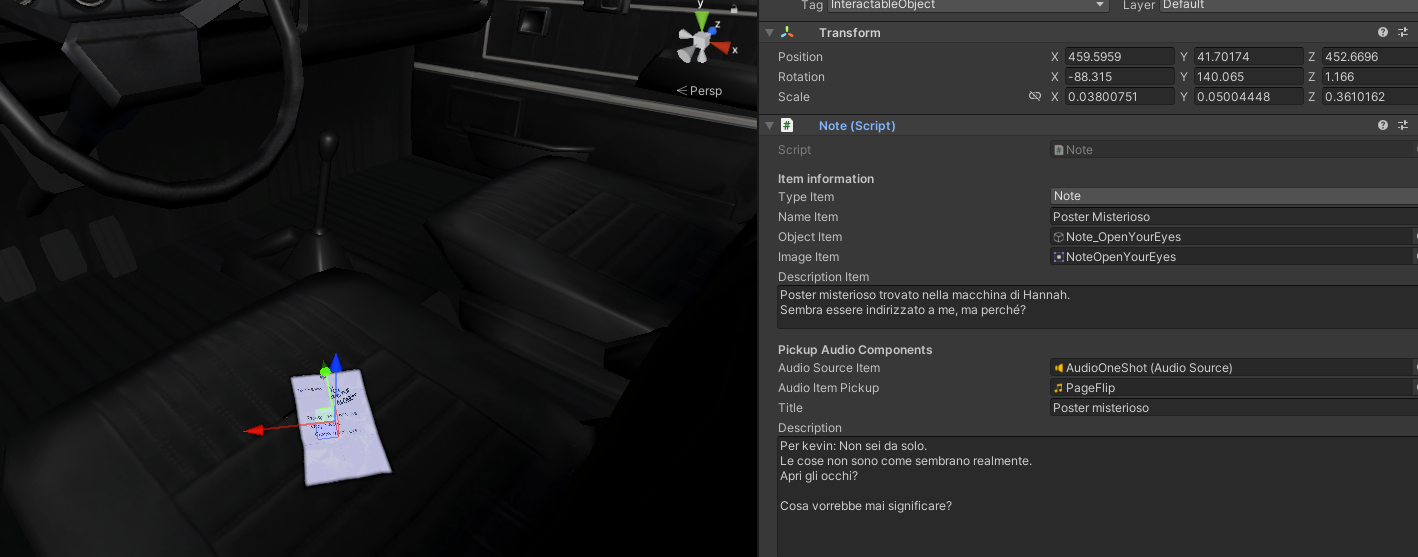 Tag InteractableObject Layer Default
y
z
x
Persp
Transform
Position X 459.5959 Y 41.70174 Z 452.6696
Rotation X -88.315 Y 140.065 Z 1.166
Scale X 0.03800751 Y 0.05004448 Z 0.3610162
# Note (Script)
Script # Note
Item information
Type Item Note
Name Item Poster Misterioso
Object Item Note_OpenYourEyes
Image Item NoteOpenYourEyes
Description Item
Poster misterioso trovato nella macchina di Hannah.
Sembra essere indirizzato a me, ma perché?
Pickup Audio Components
Audio Source Item AudioOneShot (Audio Source)
Audio Item Pickup PageFlip
Title Poster misterioso
Description
Per kevin: Non sei da solo.
Le cose non sono come sembrano realmente.
Apri gli occhi?
Cosa vorrebbe mai significare?